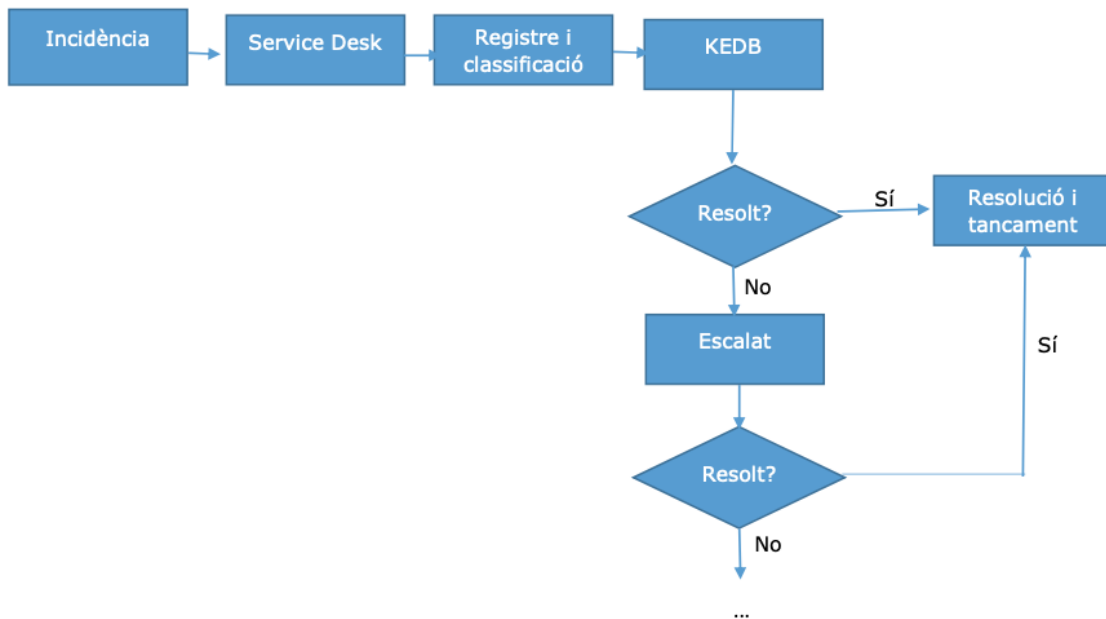 Incidència
Service Desk
Registre i
classificació
KEDB
Resolt?
Sí
Resolució i
tancament
No
Escalat
Sí
Resolt?
No
...